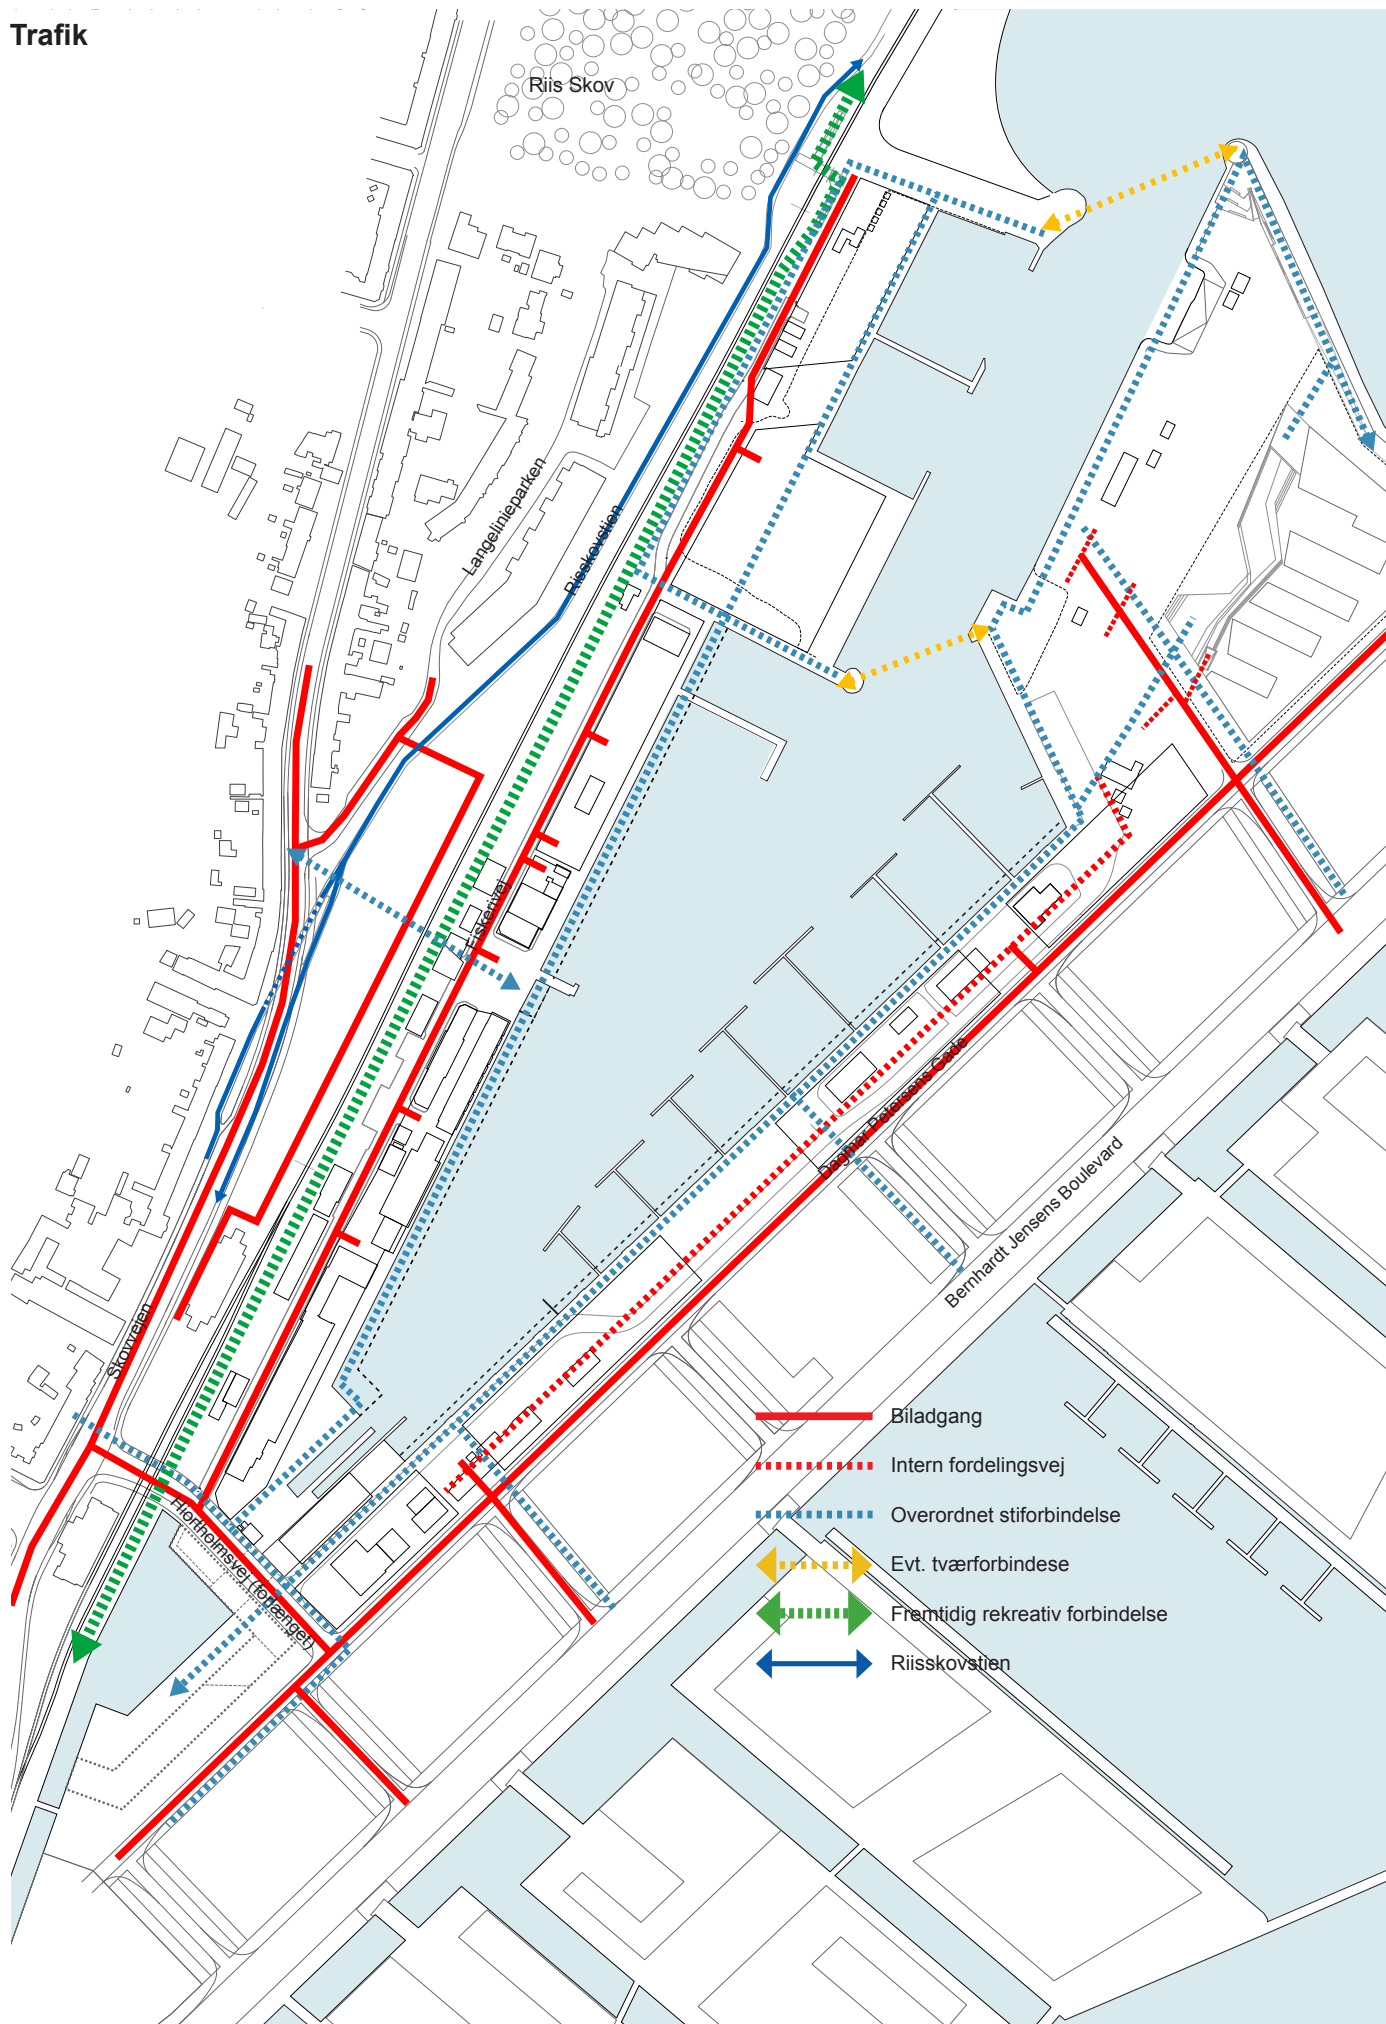 Trafik
Riis Skov
Langelinieparken
Risskovstien
Fiskerivej
Dagmar Petersens Gade
Bernhardt Jensens Boulevard
Skovvejen
Hjortholmsvej (forlænget)
Biladgang
Intern fordelingsvej
Overordnet stiforbindelse
Evt. tværforbindese
Fremtidig rekreativ forbindelse
Riisskovstien